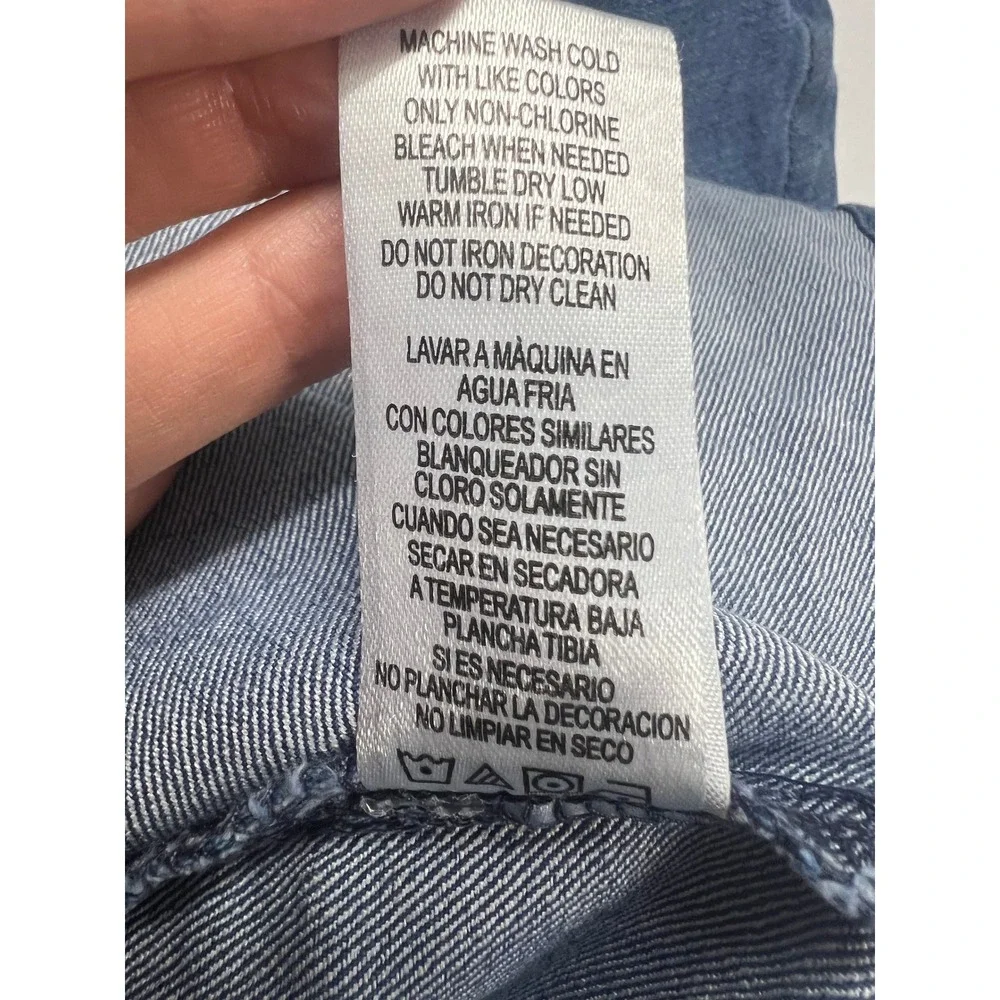 MACHINE WASH COLD
WITH LIKE COLORS
ONLY NON-CHLORINE
BLEACH WHEN NEEDED
TUMBLE DRY LOW
WARM IRON IF NEEDED
DO NOT IRON DECORATION
DO NOT DRY CLEAN
LAVAR A MÀQUINA EN
AGUA FRIA
CON COLORES SIMILARES
BLANQUEADOR SIN
CLORO SOLAMENTE
CUANDO SEA NECESARIO
SECAR EN SECADORA
A TEMPERATURA BAJA
PLANCHA TIBIA
SI ES NECESARIO
NO PLANCHAR LA DECORACION
NO LIMPIAR EN SECO